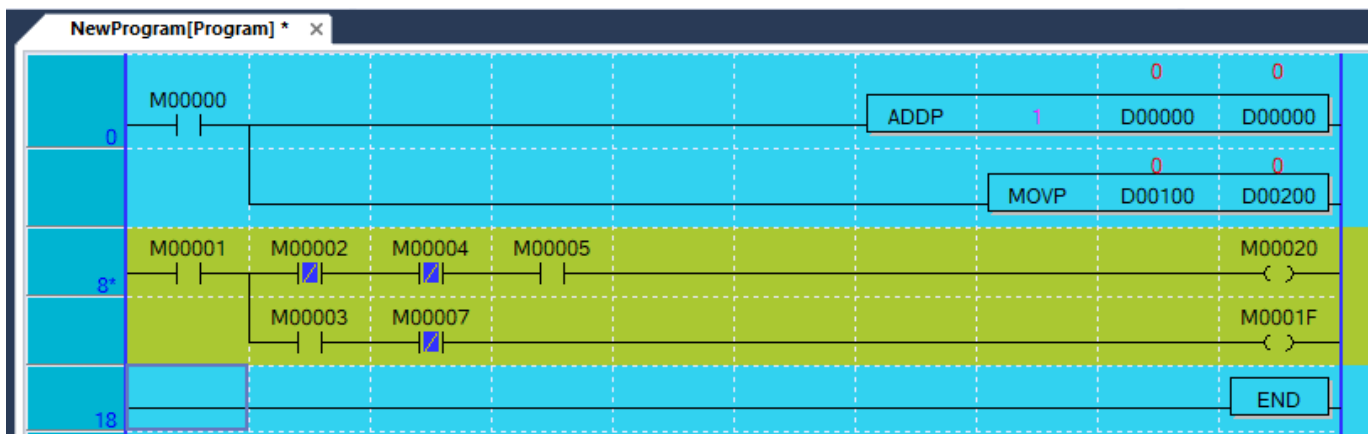 NewProgram[Program] * ×
0 0
M00000
0 ADDP 1 D00000 D00000
0 0
MOVP D00100 D00200
M00001 M00002 M00004 M00005 M00020
8*
M00003 M00007 M0001F
18 END